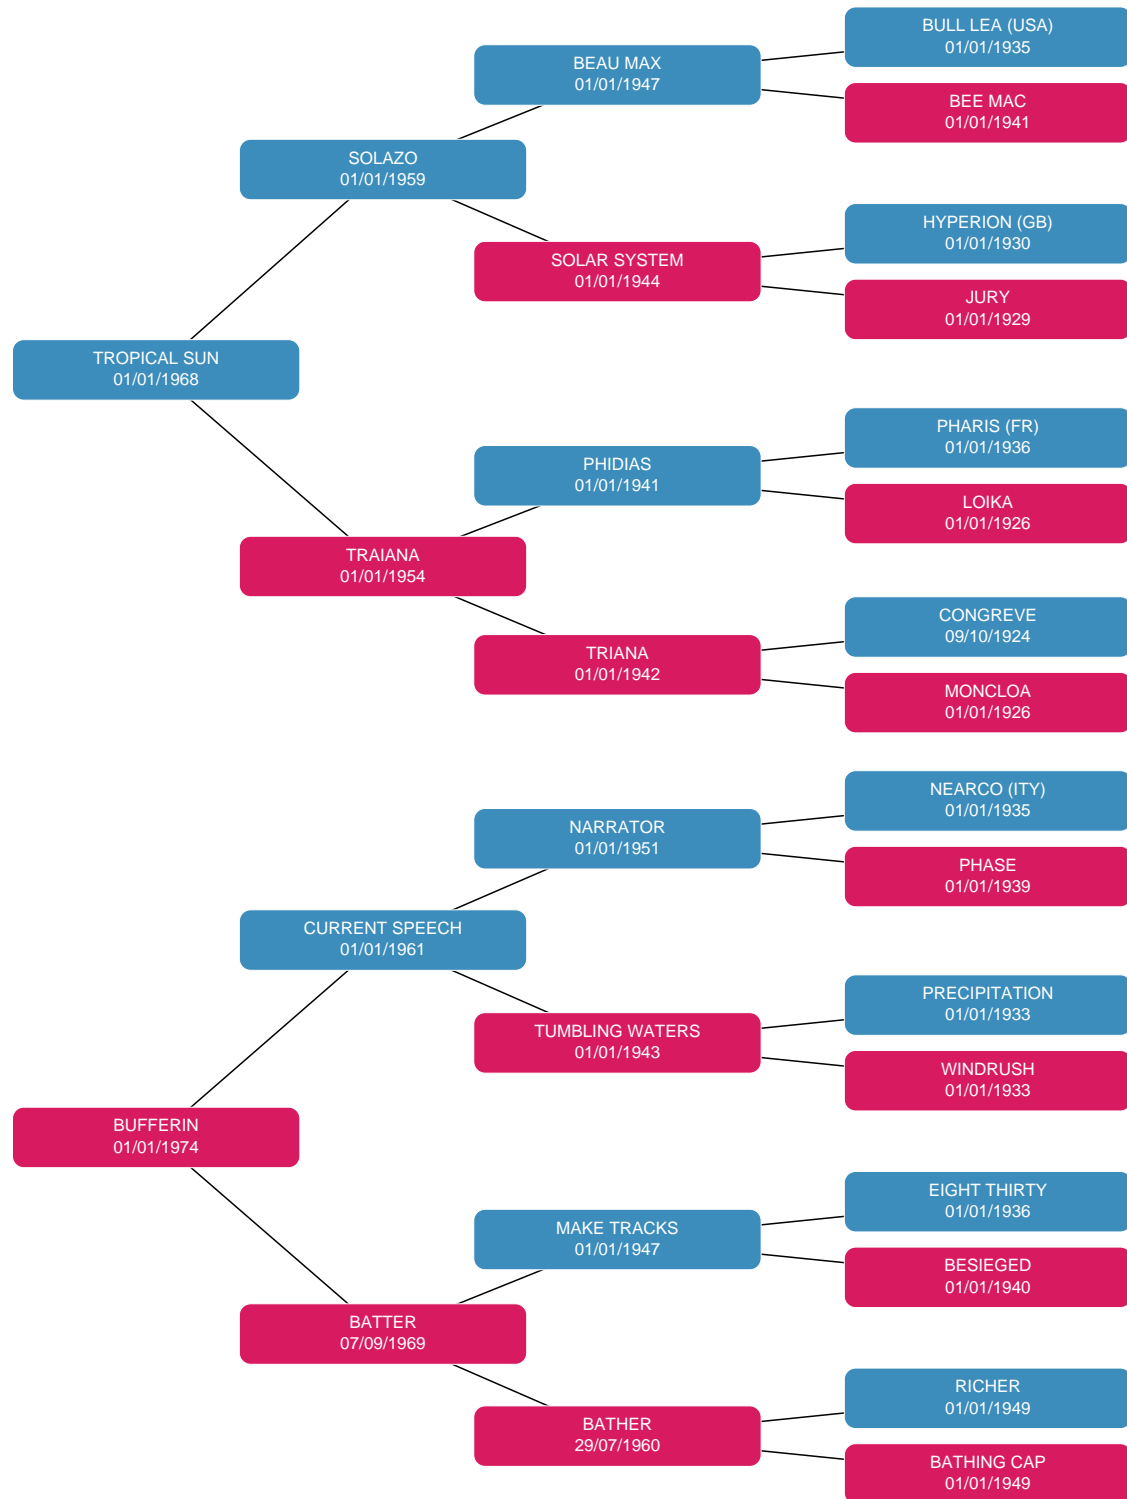 BULL LEA (USA)
01/01/1935
BEAU MAX
01/01/1947
BEE MAC
01/01/1941
SOLAZO
01/01/1959
HYPERION (GB)
01/01/1930
SOLAR SYSTEM
01/01/1944
JURY
01/01/1929
TROPICAL SUN
01/01/1968
PHARIS (FR)
01/01/1936
PHIDIAS
01/01/1941
LOIKA
01/01/1926
TRAIANA
01/01/1954
CONGREVE
09/10/1924
TRIANA
01/01/1942
MONCLOA
01/01/1926
NEARCO (ITY)
01/01/1935
NARRATOR
01/01/1951
PHASE
01/01/1939
CURRENT SPEECH
01/01/1961
PRECIPITATION
01/01/1933
TUMBLING WATERS
01/01/1943
WINDRUSH
01/01/1933
BUFFERIN
01/01/1974
EIGHT THIRTY
01/01/1936
MAKE TRACKS
01/01/1947
BESIEGED
01/01/1940
BATTER
07/09/1969
RICHER
01/01/1949
BATHER
29/07/1960
BATHING CAP
01/01/1949